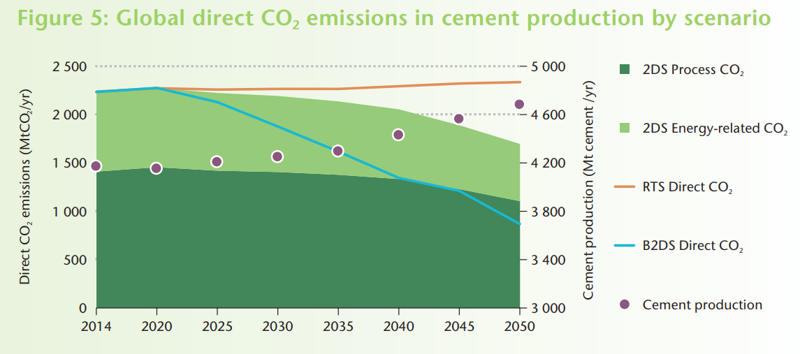 Figure 5: Global direct CO₂ emissions in cement production by scenario
Direct CO₂ emissions (MtCO₂/yr)
2 500
2 000
1 500
1 000
500
0
2014 2020 2025 2030 2035 2040 2045 2050
5 000
4 600
4 200
3 800
3 400
3 000
Cement production (Mt cement /yr)
2DS Process CO₂
2DS Energy-related CO₂
RTS Direct CO₂
B2DS Direct CO₂
Cement production